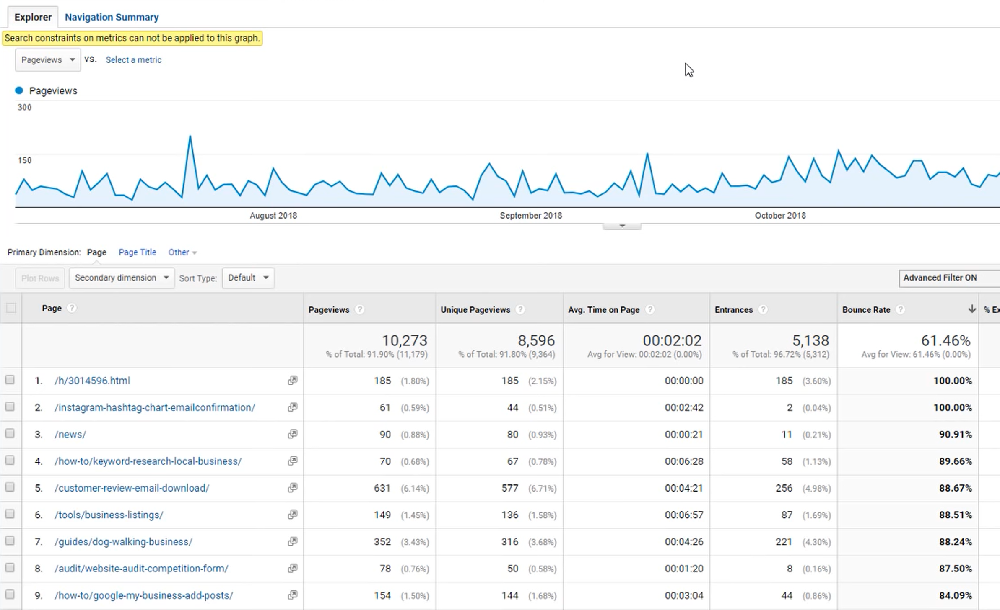 Explorer Navigation Summary
Search constraints on metrics can not be applied to this graph.
Pageviews VS. Select a metric
Pageviews
300
150
August 2018 September 2018 October 2018
Primary Dimension: Page Page Title Other
Plot Rows Secondary dimension Sort Type: Default Advanced Filter ON
Page ? Pageviews ? Unique Pageviews ? Avg. Time on Page ? Entrances ? Bounce Rate ? % Ex
10,273 8,596 00:02:02 5,138 61.46%
% of Total: 91.90% (11,179) % of Total: 91.80% (9,364) Avg for View: 00:02:02 (0.00%) % of Total: 96.72% (5,312) Avg for View: 61.46% (0.00%)
1. /h/3014596.html 185 (1.80%) 185 (2.15%) 00:00:00 185 (3.60%) 100.00%
2. /instagram-hashtag-chart-emailconfirmation/ 61 (0.59%) 44 (0.51%) 00:02:42 2 (0.04%) 100.00%
3. /news/ 90 (0.88%) 80 (0.93%) 00:00:21 11 (0.21%) 90.91%
4. /how-to/keyword-research-local-business/ 70 (0.68%) 67 (0.78%) 00:06:28 58 (1.13%) 89.66%
5. /customer-review-email-download/ 631 (6.14%) 577 (6.71%) 00:04:21 256 (4.98%) 88.67%
6. /tools/business-listings/ 149 (1.45%) 136 (1.58%) 00:06:57 87 (1.69%) 88.51%
7. /guides/dog-walking-business/ 352 (3.43%) 316 (3.68%) 00:04:26 221 (4.30%) 88.24%
8. /audit/website-audit-competition-form/ 78 (0.76%) 50 (0.58%) 00:01:20 8 (0.16%) 87.50%
9. /how-to/google-my-business-add-posts/ 154 (1.50%) 144 (1.68%) 00:03:04 44 (0.86%) 84.09%